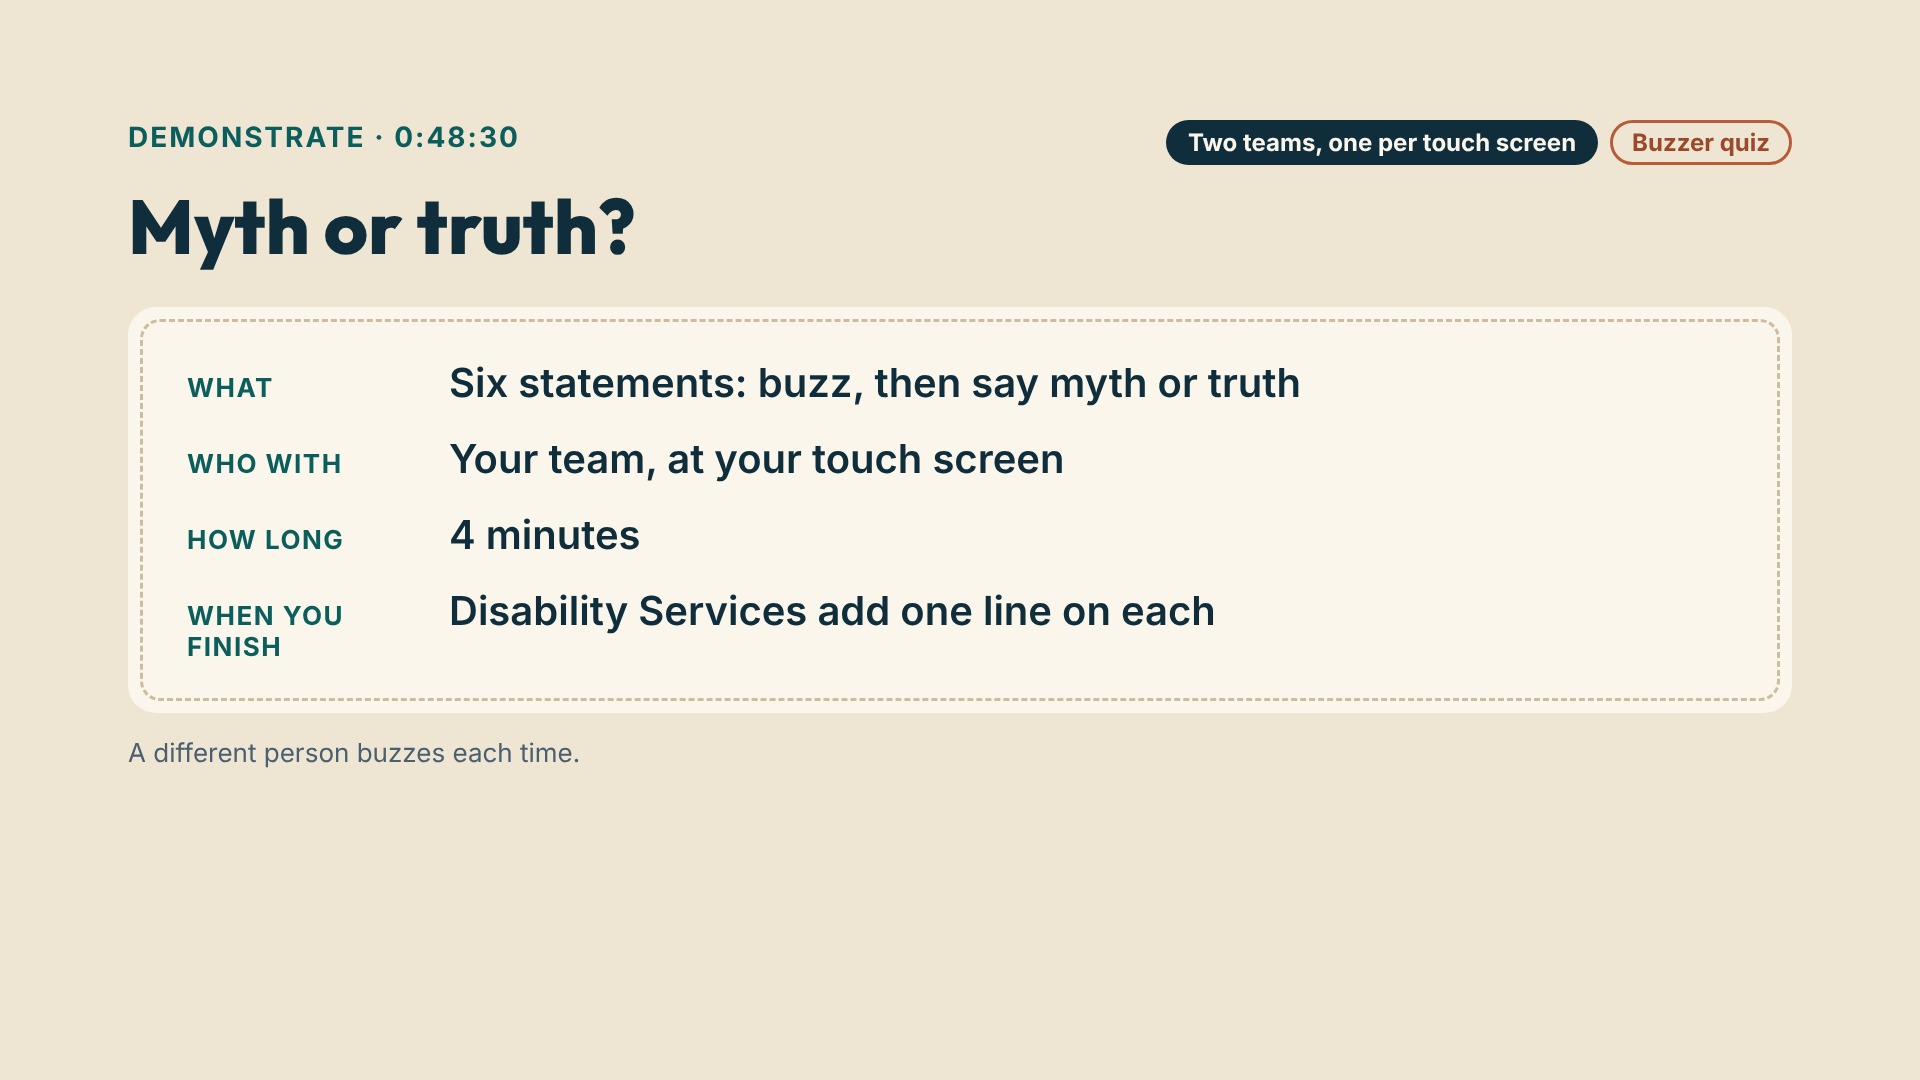 DEMONSTRATE · 0:48:30
Two teams, one per touch screen
Buzzer quiz
Myth or truth?
WHAT
Six statements: buzz, then say myth or truth
WHO WITH
Your team, at your touch screen
HOW LONG
4 minutes
WHEN YOU
FINISH
Disability Services add one line on each
A different person buzzes each time.